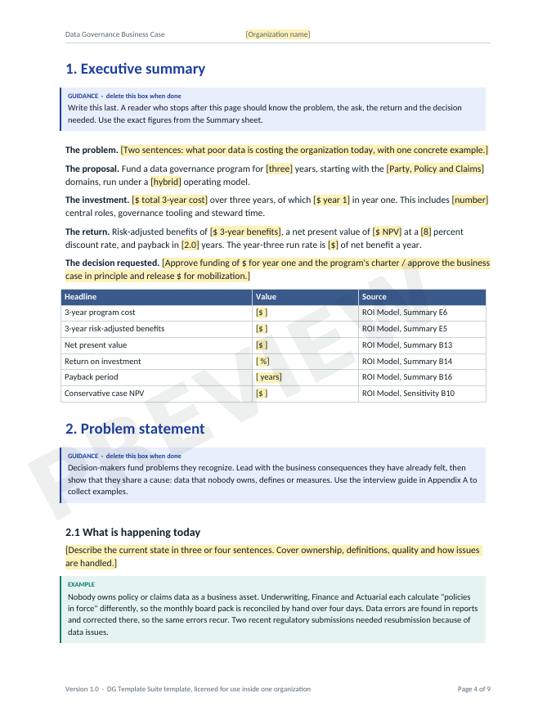 Data Governance Business Case [Organization name]
1. Executive summary
GUIDANCE - delete this box when done
Write this last. A reader who stops after this page should know the problem, the ask, the return and the decision
needed. Use the exact figures from the Summary sheet.
The problem. [Two sentences: what poor data is costing the organization today, with one concrete example.]
The proposal. Fund a data governance program for [three] years, starting with the [Party, Policy and Claims]
domains, run under a [hybrid] operating model.
The investment. [$ total 3-year cost] over three years, of which [$ year 1] in year one. This includes [number]
central roles, governance tooling and steward time.
The return. Risk-adjusted benefits of [$ 3-year benefits], a net present value of [$ NPV] at a [8] percent
discount rate, and payback in [2.0] years. The year-three run rate is [$] of net benefit a year.
The decision requested. [Approve funding of $ for year one and the program's charter / approve the business
case in principle and release $ for mobilization.]
Headline Value Source
3-year program cost [$ ] ROI Model, Summary E6
3-year risk-adjusted benefits [$ ] ROI Model, Summary E5
Net present value [$ ] ROI Model, Summary B13
Return on investment [ %] ROI Model, Summary B14
Payback period [ years] ROI Model, Summary B16
Conservative case NPV [$ ] ROI Model, Sensitivity B10
PREVIEW
2. Problem statement
GUIDANCE - delete this box when done
Decision-makers fund problems they recognize. Lead with the business consequences they have already felt, then
show that they share a cause: data that nobody owns, defines or measures. Use the interview guide in Appendix A to
collect examples.
2.1 What is happening today
[Describe the current state in three or four sentences. Cover ownership, definitions, quality and how issues
are handled.]
EXAMPLE
Nobody owns policy or claims data as a business asset. Underwriting, Finance and Actuarial each calculate "policies
in force" differently, so the monthly board pack is reconciled by hand over four days. Data errors are found in reports
and corrected there, so the same errors recur. Two recent regulatory submissions needed resubmission because of
data issues.
Version 1.0 - DG Template Suite template, licensed for use inside one organization Page 4 of 9